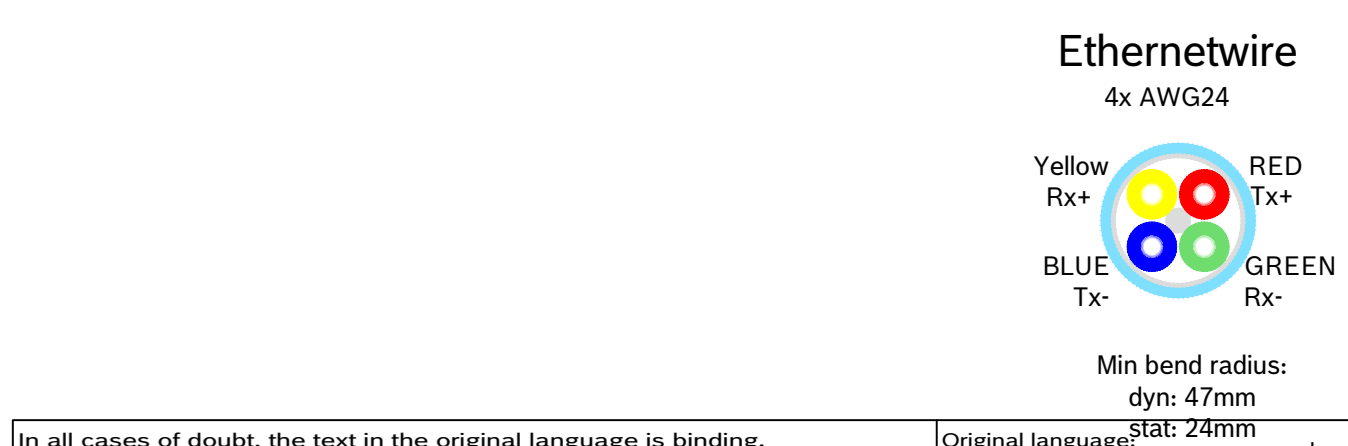 Ethernetwire
4x AWG24
Yellow
Rx+
RED
Tx+
BLUE
Tx-
GREEN
Rx-
Min bend radius:
dyn: 47mm
stat: 24mm
In all cases of doubt, the text in the original language is binding.
Original language: